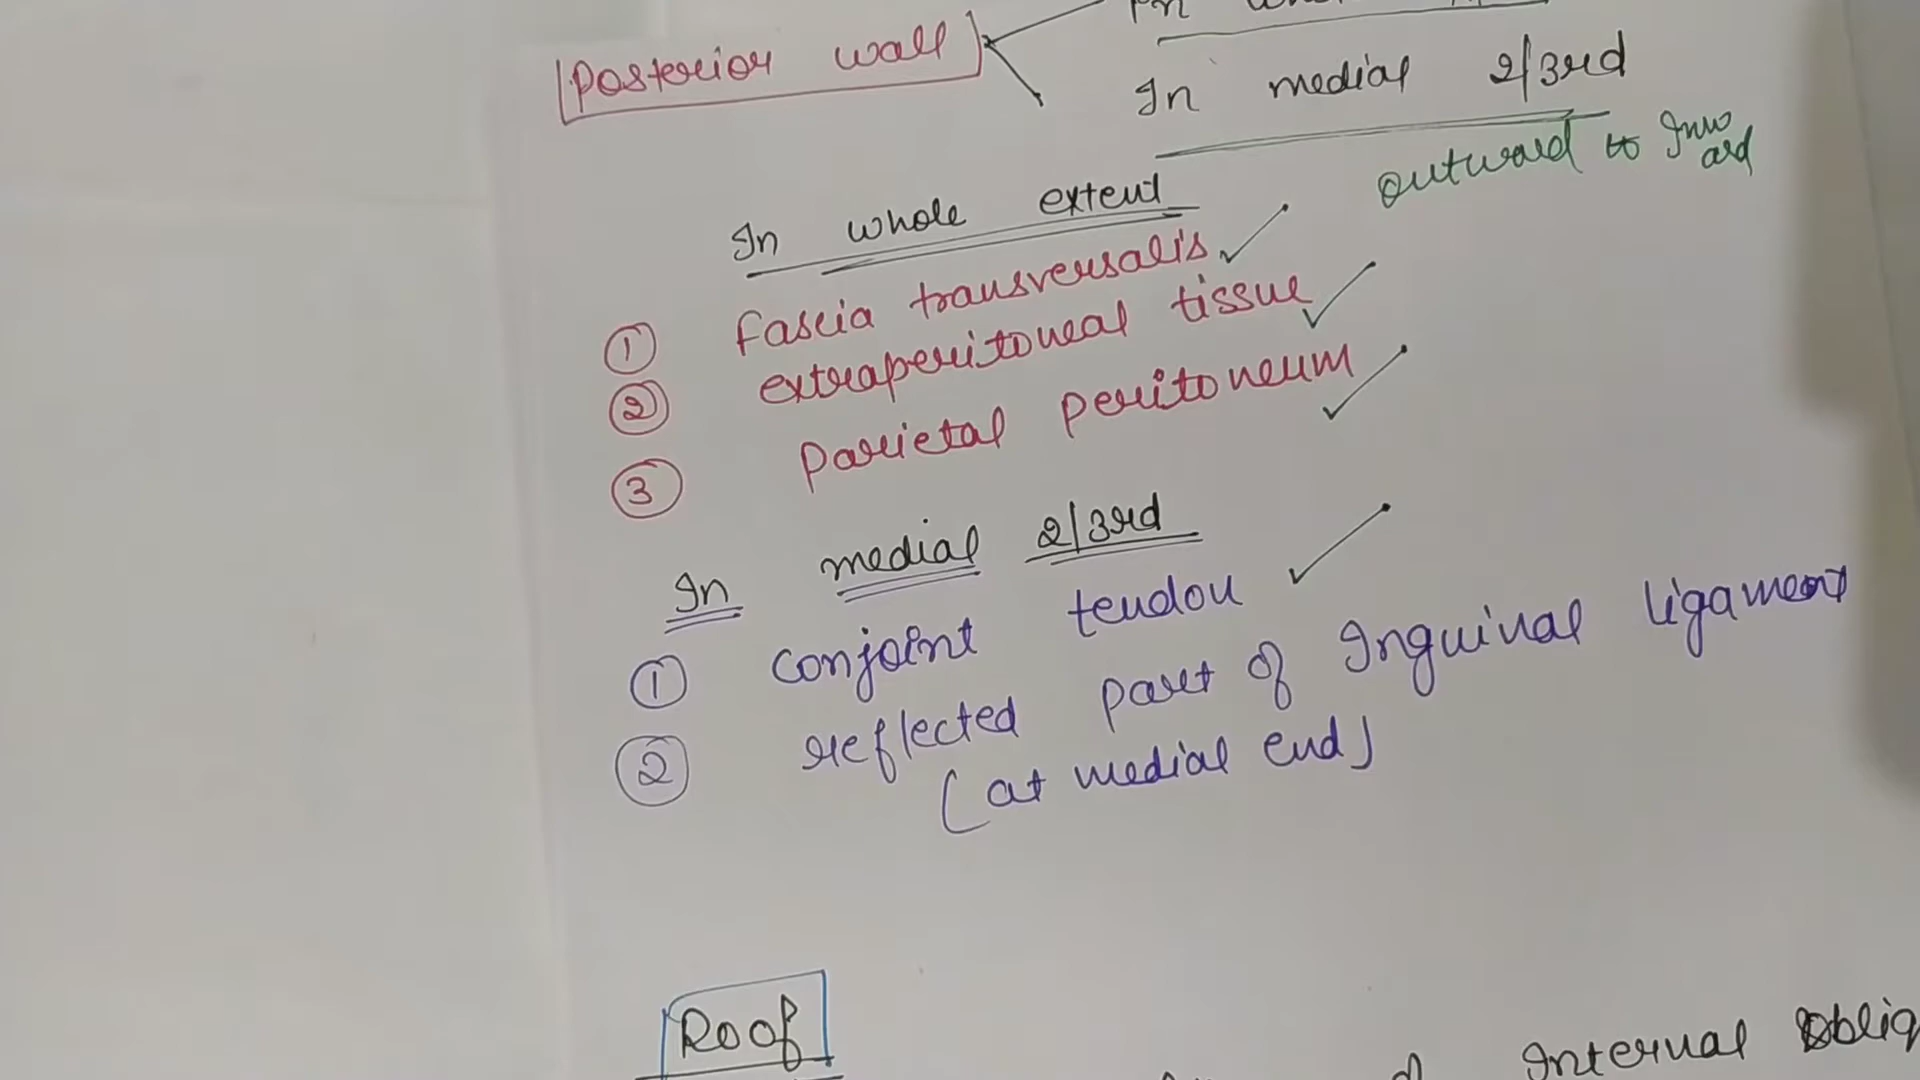 Posterior wall
In
In medial 2/3rd
outward to Inward
In whole extent
① fascia transversalis
② extraperitoneal tissue
③ Parietal peritoneum
In medial 2/3rd
① conjoint tendon
② reflected part of Inguinal ligament
(at medial end)
Roof
Internal